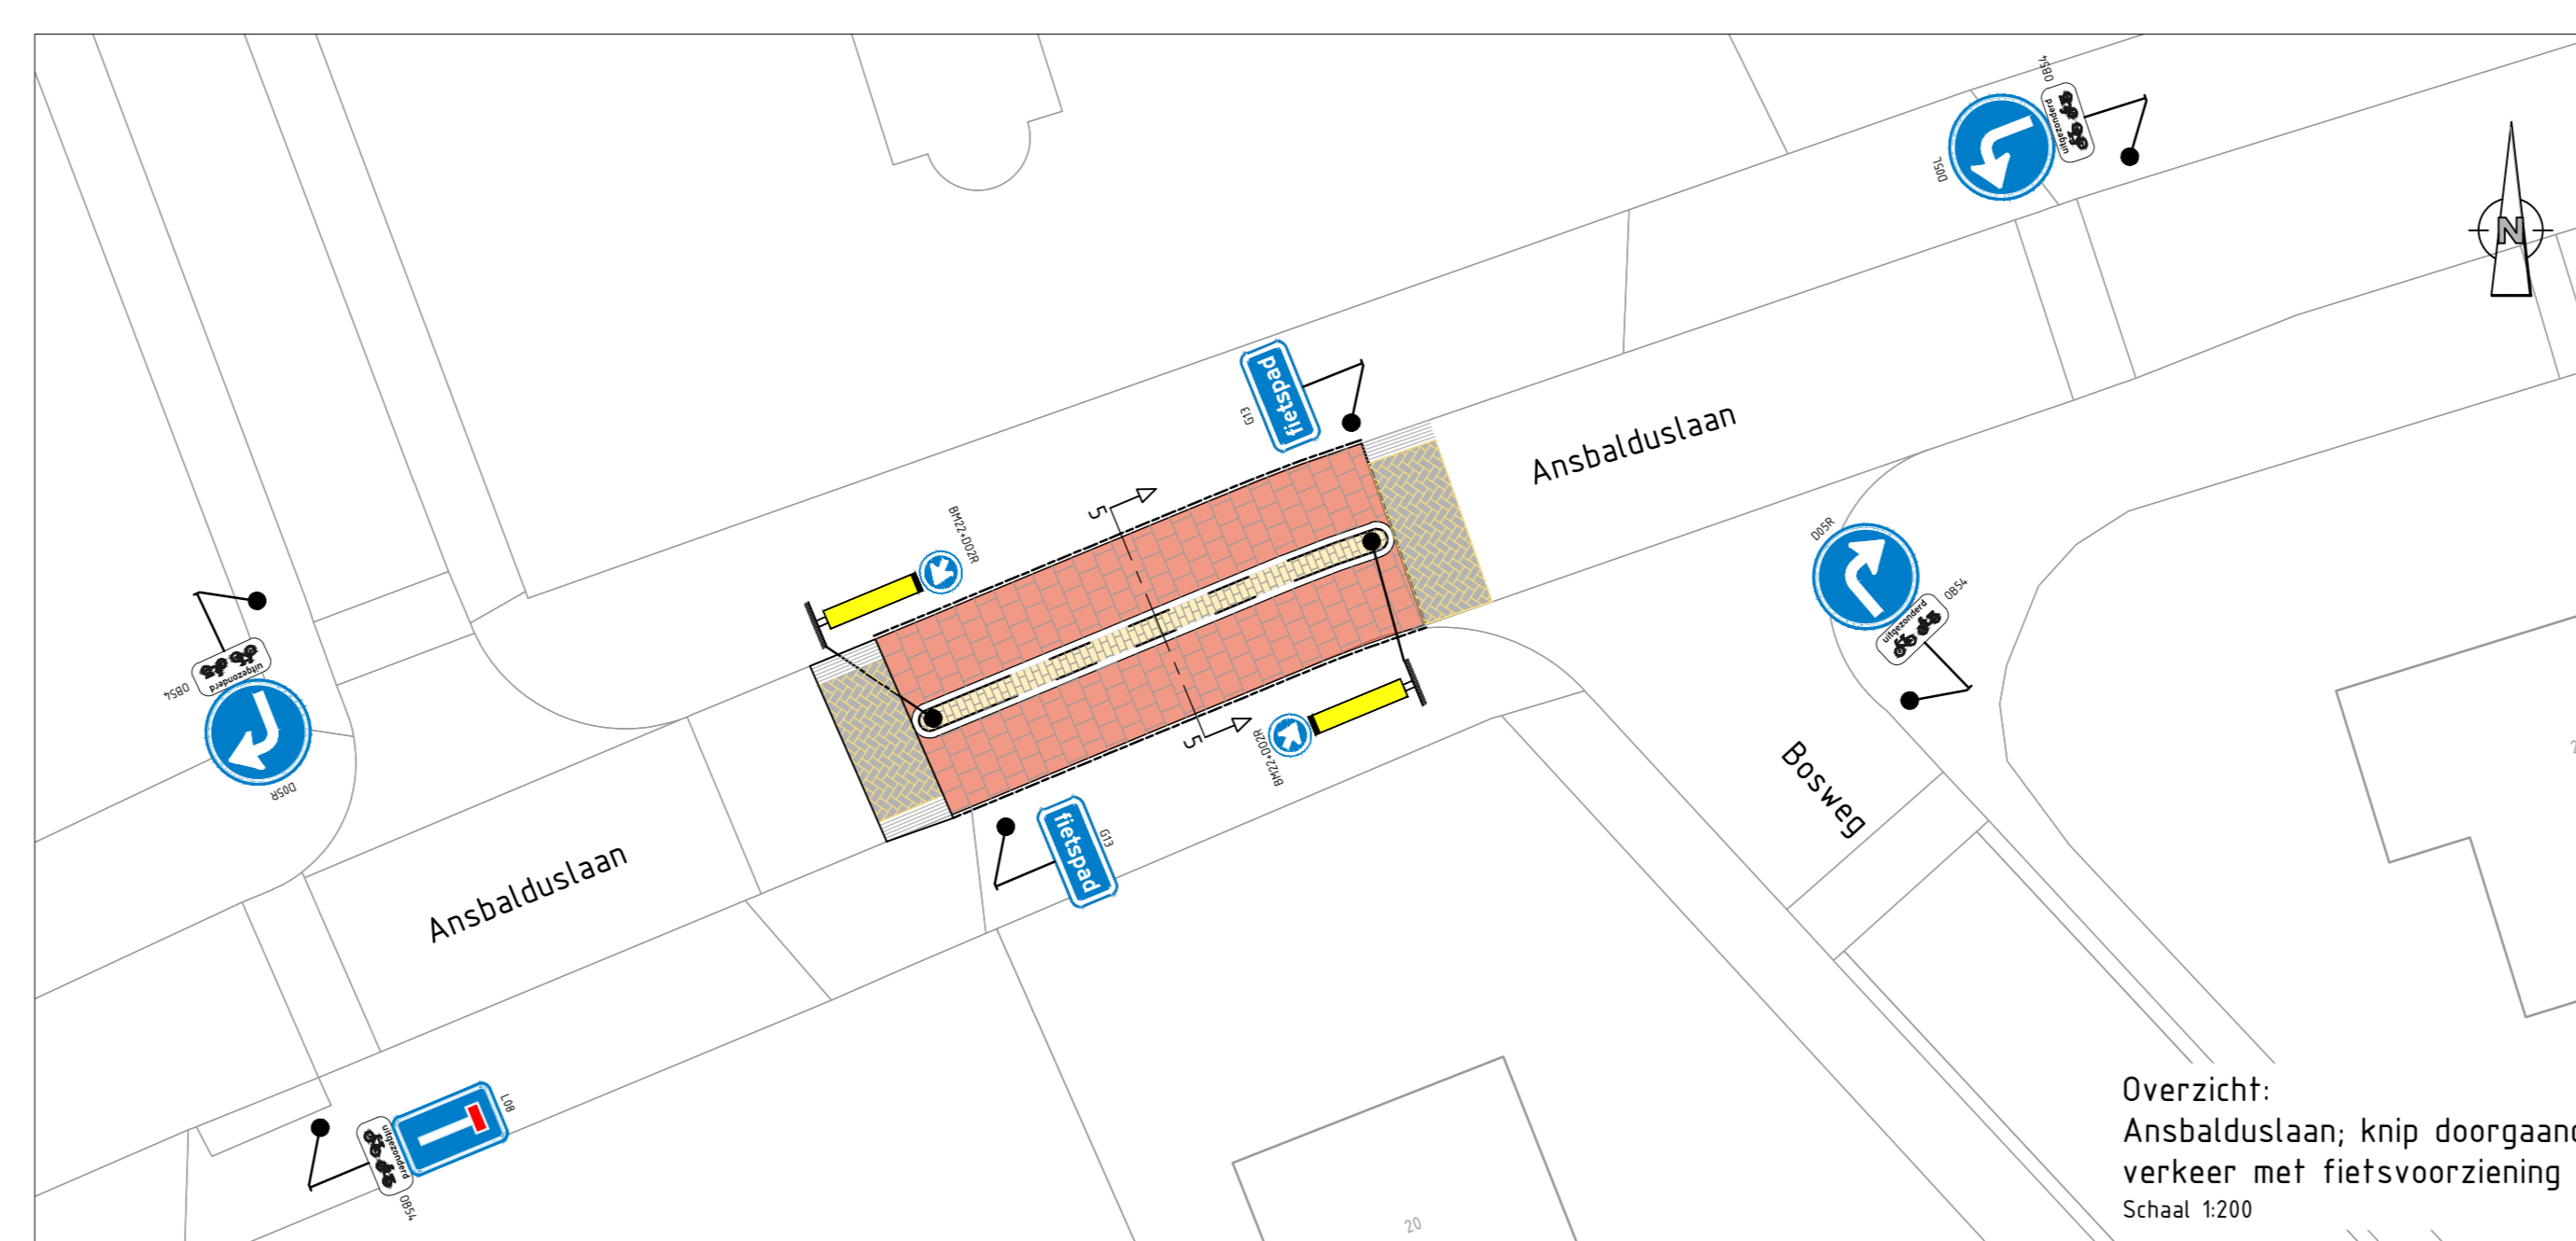 OB54
uitgezonderd
D05L
N
fietspad
G13
Ansbalduslaan
5
BM22+D02R
D05R
uitgezonderd
OB54
OB54
uitgezonderd
D05R
5
BM22+D02R
Bosweg
fietspad
G13
Ansbalduslaan
L08
uitgezonderd
OB54
20
Overzicht:
Ansbalduslaan; knip doorgaand
verkeer met fietsvoorziening
Schaal 1:200